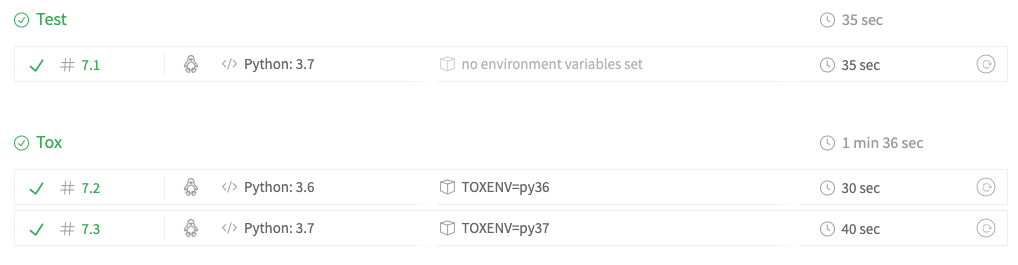 Test 35 sec
# 7.1 </> Python: 3.7 no environment variables set 35 sec
Tox 1 min 36 sec
# 7.2 </> Python: 3.6 TOXENV=py36 30 sec
# 7.3 </> Python: 3.7 TOXENV=py37 40 sec